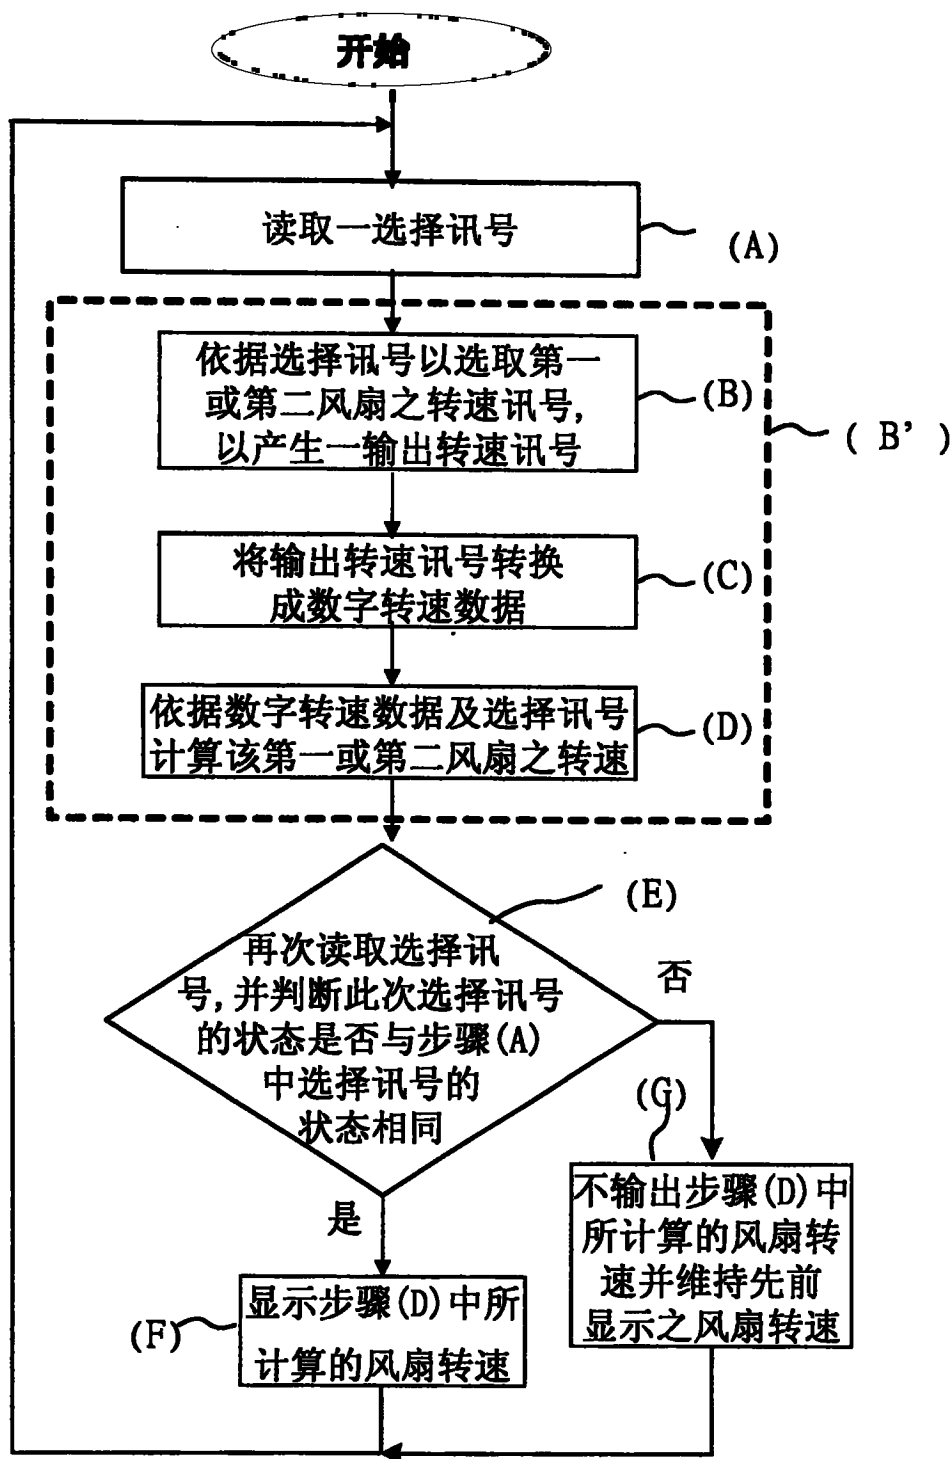 开始
读取一选择讯号
(A)
依据选择讯号以选取第一
或第二风扇之转速讯号,
以产生一输出转速讯号
(B)
( B' )
将输出转速讯号转换
成数字转速数据
(C)
依据数字转速数据及选择讯号
计算该第一或第二风扇之转速
(D)
(E)
再次读取选择讯
号,并判断此次选择讯号
的状态是否与步骤(A)
中选择讯号的
状态相同
否
(G)
不输出步骤(D)中
所计算的风扇转
速并维持先前
显示之风扇转速
是
显示步骤(D)中所
计算的风扇转速
(F)